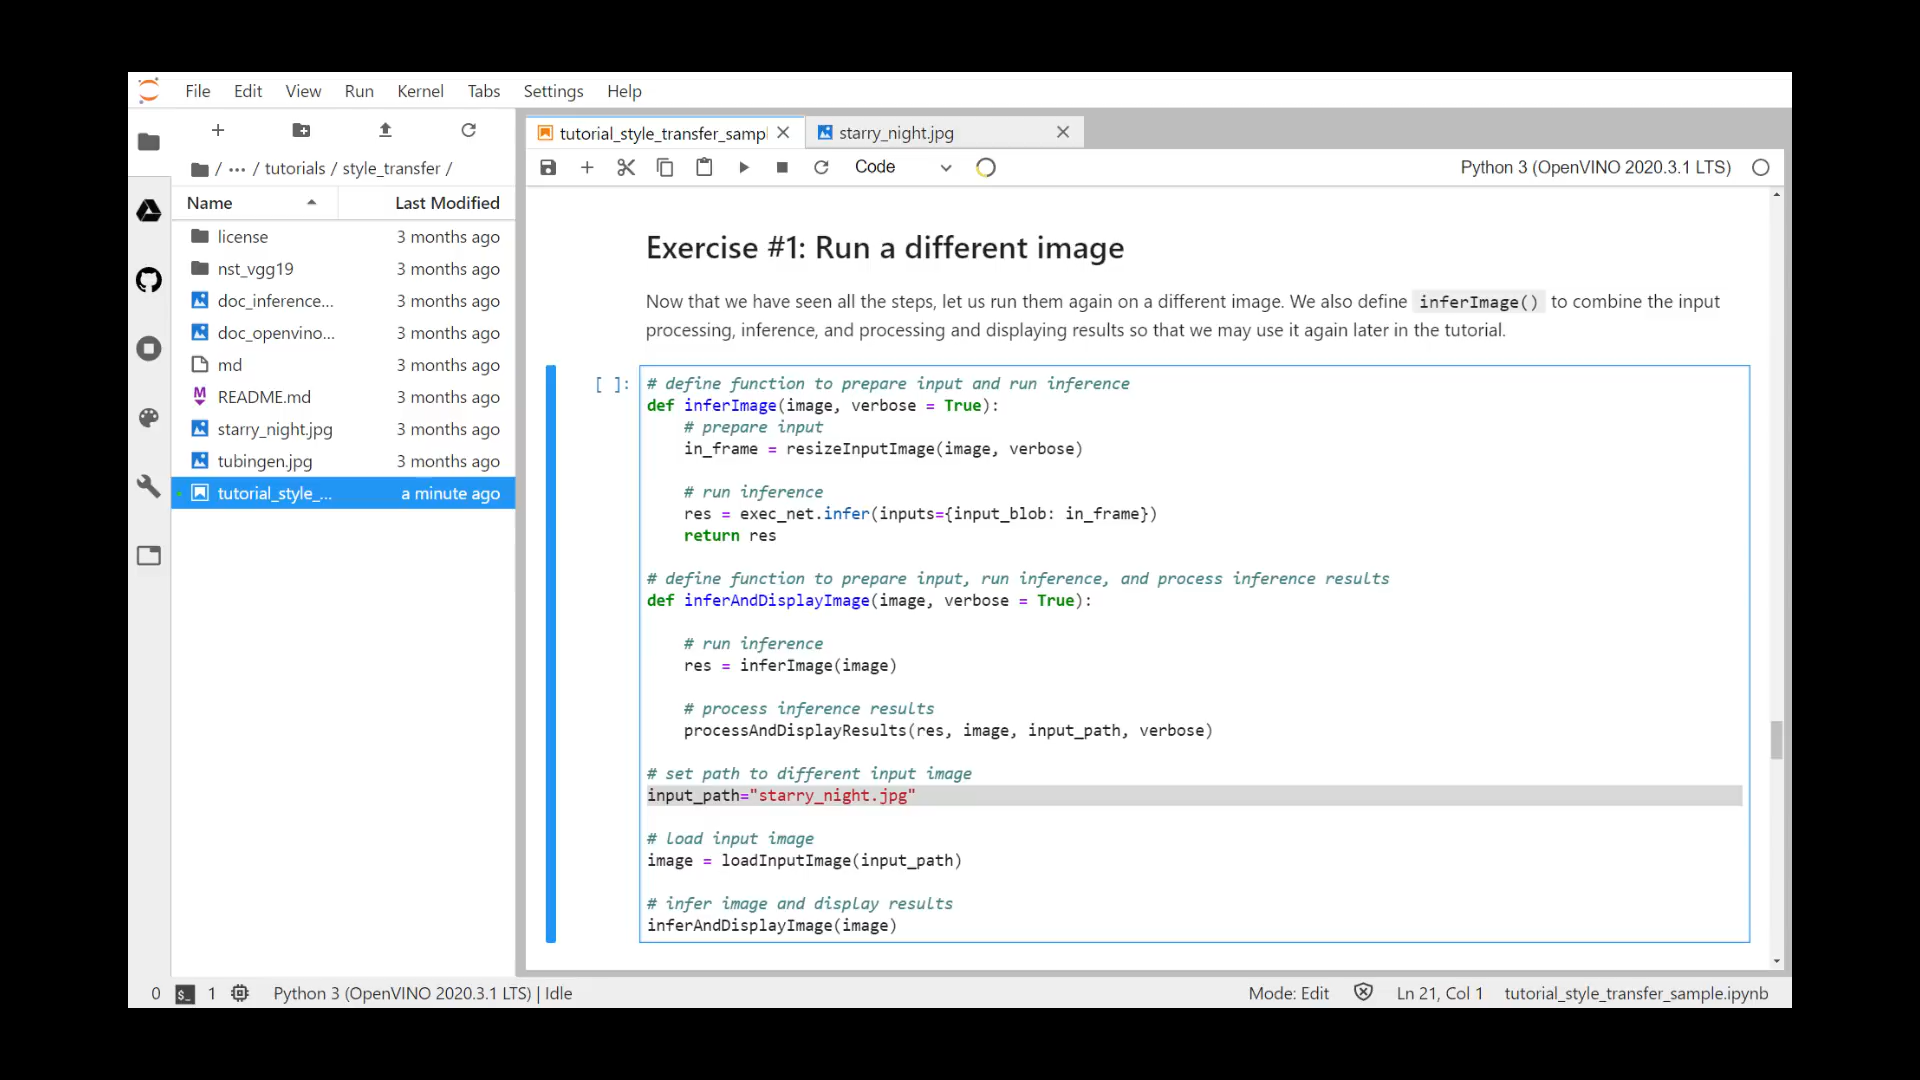 File Edit View Run Kernel Tabs Settings Help
/ ... / tutorials / style_transfer /
Name Last Modified
license 3 months ago
nst_vgg19 3 months ago
doc_inference... 3 months ago
doc_openvino... 3 months ago
md 3 months ago
README.md 3 months ago
starry_night.jpg 3 months ago
tubingen.jpg 3 months ago
tutorial_style_... a minute ago
tutorial_style_transfer_samp starry_night.jpg
Code Python 3 (OpenVINO 2020.3.1 LTS)
Exercise #1: Run a different image
Now that we have seen all the steps, let us run them again on a different image. We also define inferImage() to combine the input
processing, inference, and processing and displaying results so that we may use it again later in the tutorial.
[ ]: # define function to prepare input and run inference
def inferImage(image, verbose = True):
    # prepare input
    in_frame = resizeInputImage(image, verbose)
    # run inference
    res = exec_net.infer(inputs={input_blob: in_frame})
    return res
# define function to prepare input, run inference, and process inference results
def inferAndDisplayImage(image, verbose = True):
    # run inference
    res = inferImage(image)
    # process inference results
    processAndDisplayResults(res, image, input_path, verbose)
# set path to different input image
input_path="starry_night.jpg"
# load input image
image = loadInputImage(input_path)
# infer image and display results
inferAndDisplayImage(image)
0 $_ 1 Python 3 (OpenVINO 2020.3.1 LTS) | Idle Mode: Edit Ln 21, Col 1 tutorial_style_transfer_sample.ipynb